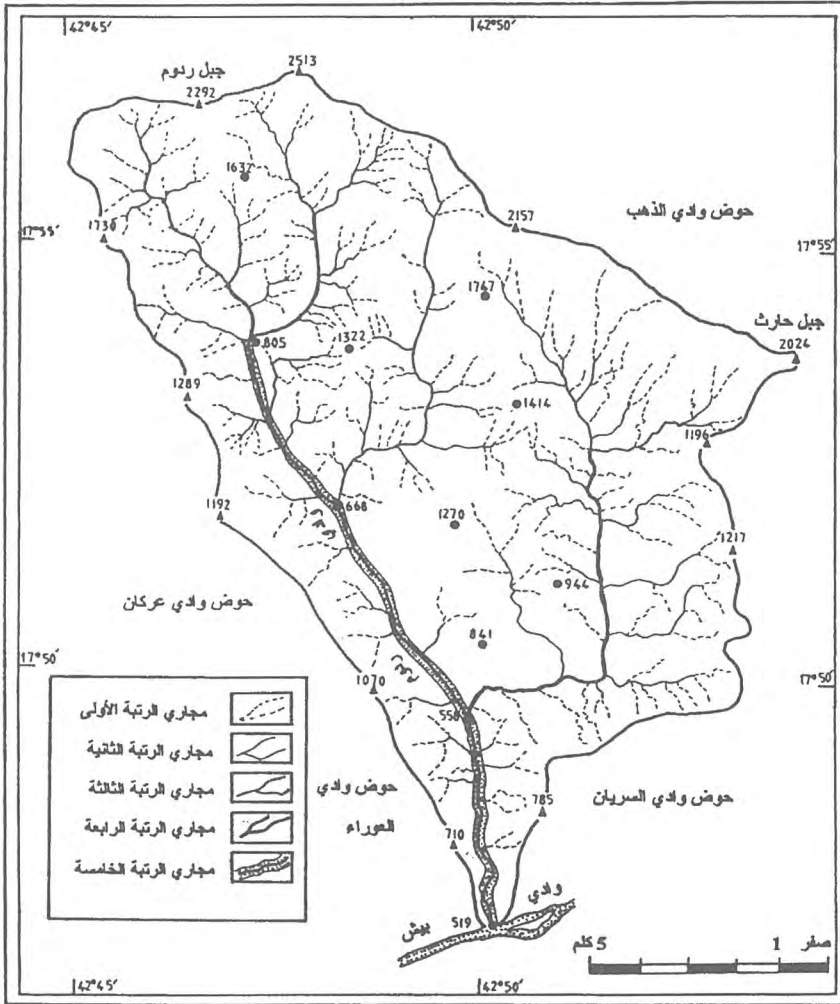 42°45′
42°50′
2513
جبل ردوم
2292
1637
1730
17°55′
2157
حوض وادي الذهب
17°55′
1747
جبل حارث
2024
805
1322
1289
1414
1196
668
1192
1270
1217
944
حوض وادي عركان
841
17°50′
1070
ردوم
17°50′
558
مجاري الرتبة الأولى
مجاري الرتبة الثانية
مجاري الرتبة الثالثة
مجاري الرتبة الرابعة
مجاري الرتبة الخامسة
حوض وادي
العوراء
785
حوض وادي السريان
710
وادي
بيش
519
صفر 1 5 كلم
42°45′
42°50′